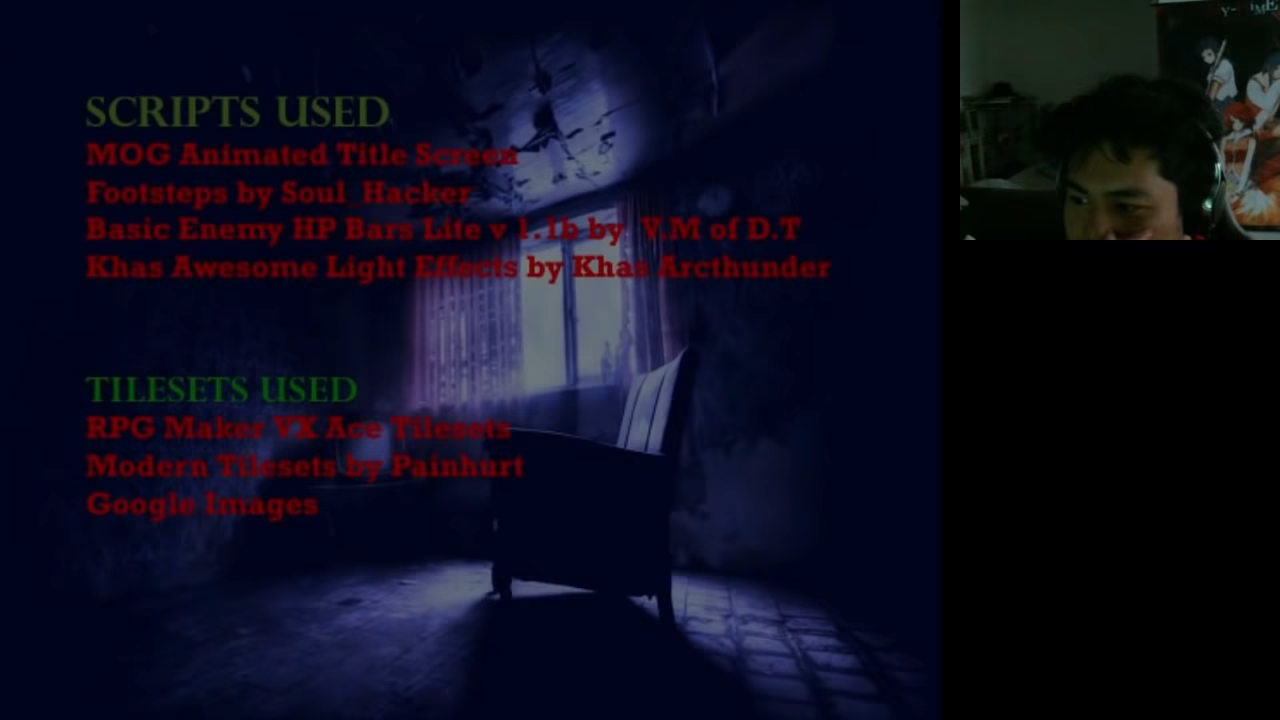 SCRIPTS USED
MOG Animated Title Screen
Footsteps by Soul_Hacker
Basic Enemy HP Bars Lite v 1.1b by V.M of D.T
Khas Awesome Light Effects by Khas Arcthunder
TILESETS USED
RPG Maker VX Ace Tilesets
Modern Tilesets by Painhurt
Google Images